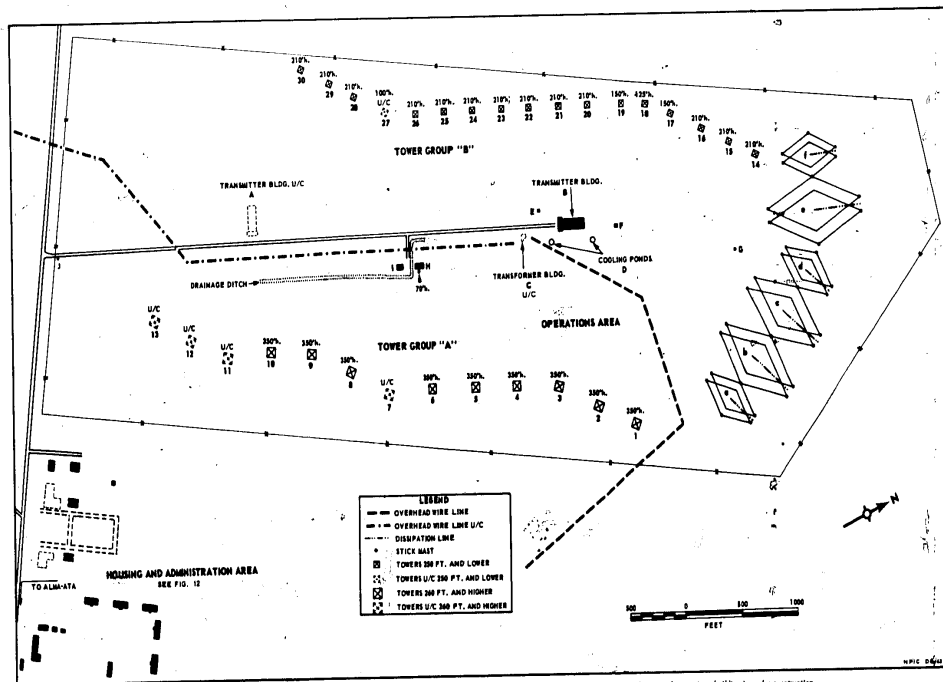 210'h.
30
210'h.
29
210'h.
28
100'h.
U/C
27
210'h.
26
210'h.
25
210'h.
24
210'h.
23
210'h.
22
210'h.
21
210'h.
20
150'h.
19
425'h.
18
150'h.
17
210'h.
16
210'h.
15
210'h.
14
TOWER GROUP "B"
TRANSMITTER BLDG. U/C
A
TRANSMITTER BLDG.
B
E
F
G
f
e
d
c
b
a
I
H
70'h.
DRAINAGE DITCH
COOLING PONDS
D
TRANSFORMER BLDG.
C
U/C
OPERATIONS AREA
U/C
13
U/C
12
U/C
11
350'h.
10
350'h.
9
350'h.
8
TOWER GROUP "A"
U/C
7
350'h.
6
350'h.
5
350'h.
4
350'h.
3
350'h.
2
350'h.
1
LEGEND
OVERHEAD WIRE LINE
OVERHEAD WIRE LINE U/C
DISSIPATION LINE
STICK MAST
TOWERS 250 FT. AND LOWER
TOWERS U/C 250 FT. AND LOWER
TOWERS 260 FT. AND HIGHER
TOWERS U/C 260 FT. AND HIGHER
N
HOUSING AND ADMINISTRATION AREA
SEE FIG. 12
TO ALMA-ATA
500 0 500 1000
FEET
NPIC